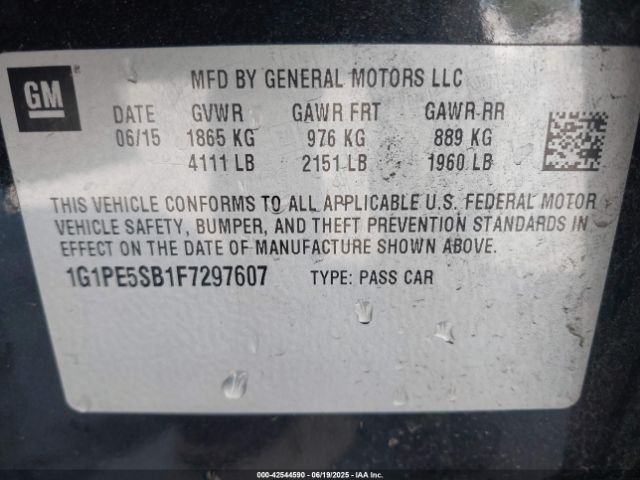 GM
MFD BY GENERAL MOTORS LLC
DATE GVWR GAWR FRT GAWR-RR
06/15 1865 KG 976 KG 889 KG
4111 LB 2151 LB 1960 LB
THIS VEHICLE CONFORMS TO ALL APPLICABLE U.S. FEDERAL MOTOR
VEHICLE SAFETY, BUMPER, AND THEFT PREVENTION STANDARDS IN
EFFECT ON THE DATE OF MANUFACTURE SHOWN ABOVE.
1G1PE5SB1F7297607 TYPE: PASS CAR
000-42544590 - 06/19/2025 - IAA Inc.